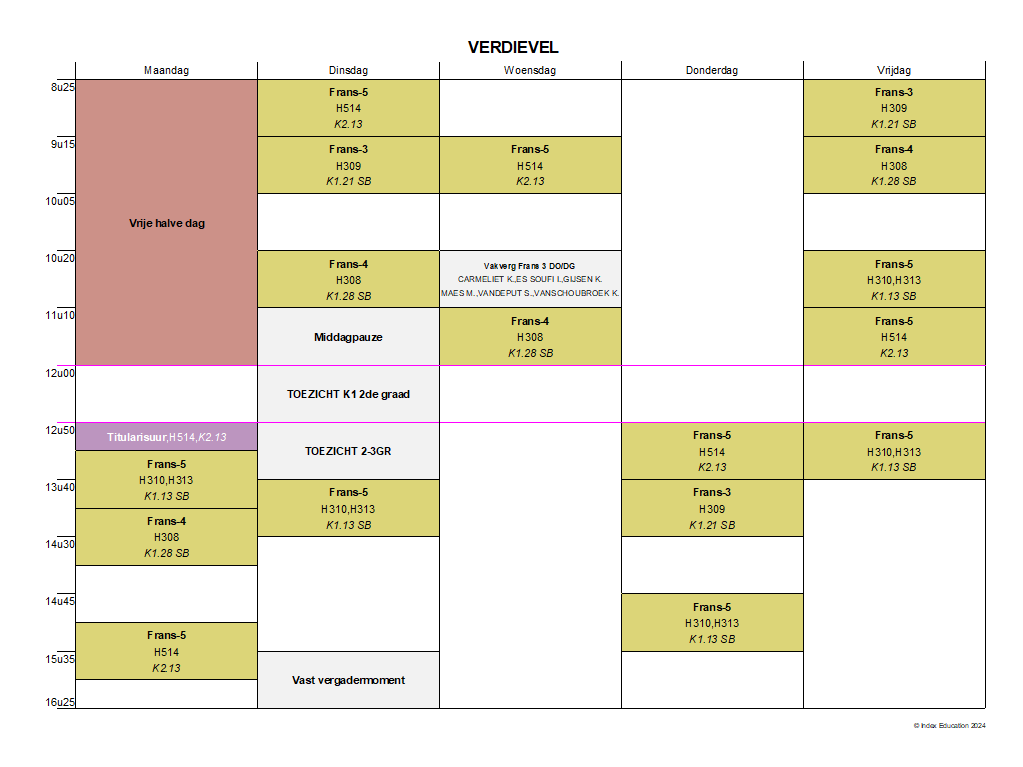 VERDIEVEL
Maandag Dinsdag Woensdag Donderdag Vrijdag
8u25
9u15
10u05
10u20
11u10
12u00
12u50
13u40
14u30
14u45
15u35
16u25
Vrije halve dag
Titularisuur,H514,K2.13
Frans-5
H310,H313
K1.13 SB
Frans-4
H308
K1.28 SB
Frans-5
H514
K2.13
Frans-5
H514
K2.13
Frans-3
H309
K1.21 SB
Frans-4
H308
K1.28 SB
Middagpauze
TOEZICHT K1 2de graad
TOEZICHT 2-3GR
Frans-5
H310,H313
K1.13 SB
Vast vergadermoment
Frans-5
H514
K2.13
Vakverg Frans 3 DO/DG
CARMELIET K.,ES SOUFI I.,GIJSEN K.
MAES M.,VANDEPUT S.,VANSCHOUBROEK K.
Frans-4
H308
K1.28 SB
Frans-5
H514
K2.13
Frans-3
H309
K1.21 SB
Frans-5
H310,H313
K1.13 SB
Frans-3
H309
K1.21 SB
Frans-4
H308
K1.28 SB
Frans-5
H310,H313
K1.13 SB
Frans-5
H514
K2.13
Frans-5
H310,H313
K1.13 SB
© Index Education 2024